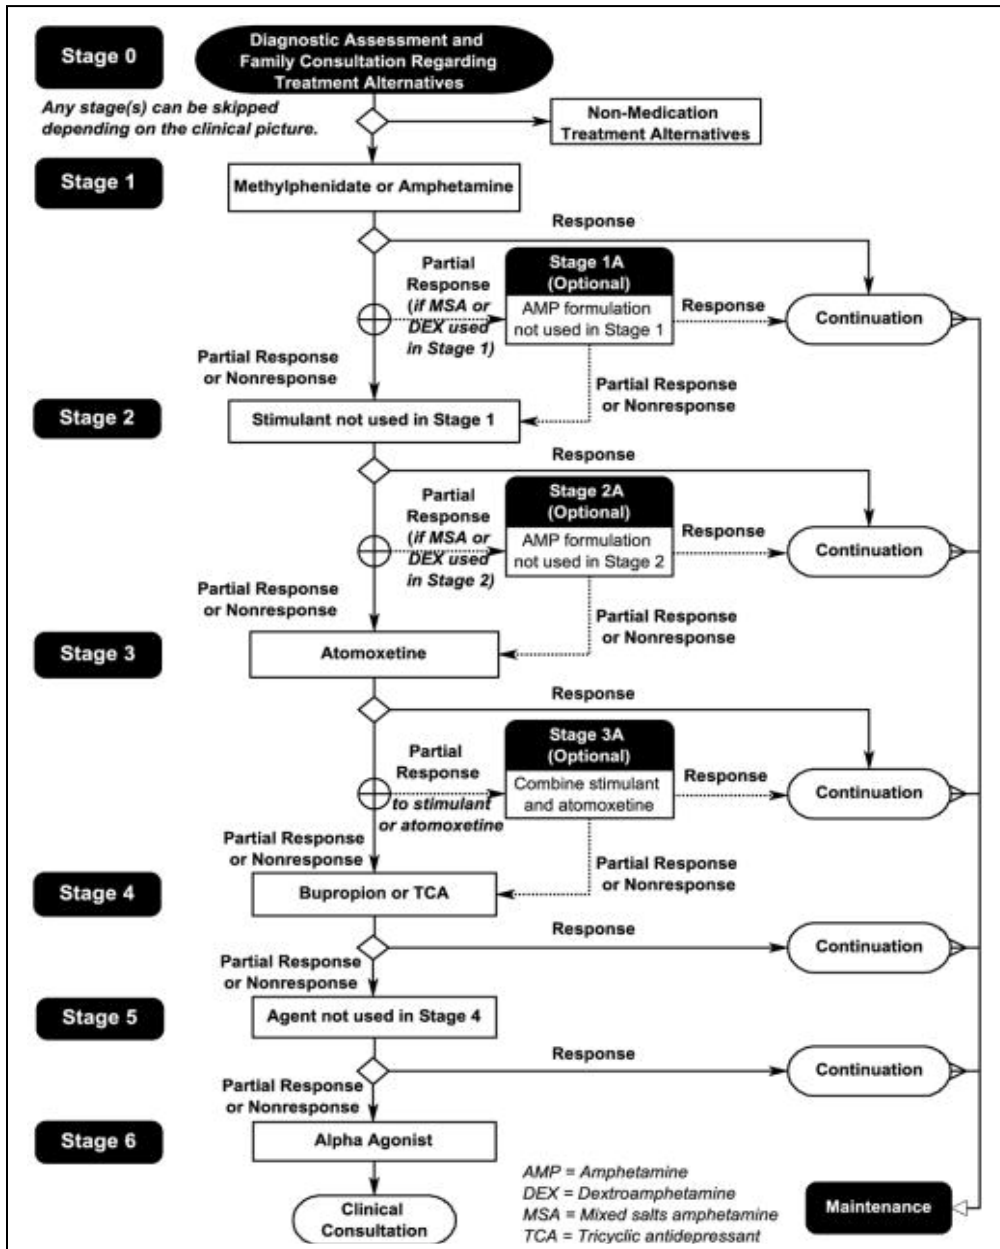 Stage 0
Diagnostic Assessment and
Family Consultation Regarding
Treatment Alternatives
Any stage(s) can be skipped
depending on the clinical picture.
Non-Medication
Treatment Alternatives
Stage 1
Methylphenidate or Amphetamine
Response
Partial
Response
(if MSA or
DEX used
in Stage 1)
Stage 1A
(Optional)
AMP formulation
not used in Stage 1
Response
Continuation
Partial Response
or Nonresponse
Partial Response
or Nonresponse
Stage 2
Stimulant not used in Stage 1
Response
Partial
Response
(if MSA or
DEX used
in Stage 2)
Stage 2A
(Optional)
AMP formulation
not used in Stage 2
Response
Continuation
Partial Response
or Nonresponse
Partial Response
or Nonresponse
Stage 3
Atomoxetine
Response
Partial
Response
to stimulant
or atomoxetine
Stage 3A
(Optional)
Combine stimulant
and atomoxetine
Response
Continuation
Partial Response
or Nonresponse
Partial Response
or Nonresponse
Stage 4
Bupropion or TCA
Response
Continuation
Partial Response
or Nonresponse
Stage 5
Agent not used in Stage 4
Response
Continuation
Partial Response
or Nonresponse
Stage 6
Alpha Agonist
Clinical
Consultation
AMP = Amphetamine
DEX = Dextroamphetamine
MSA = Mixed salts amphetamine
TCA = Tricyclic antidepressant
Maintenance